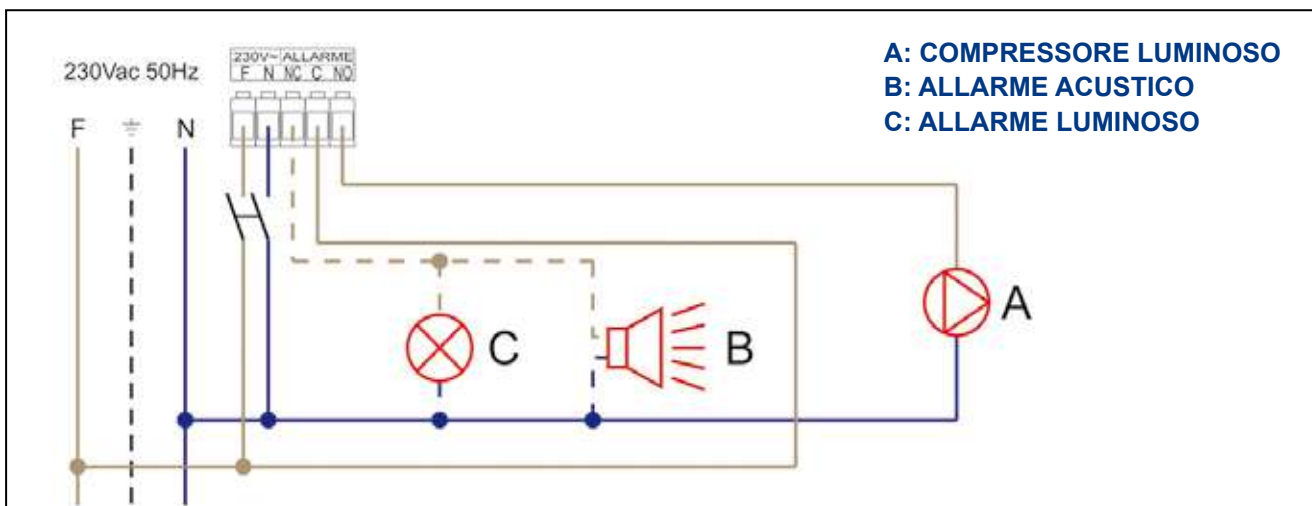 230V~ ALLARME
F N NC C NO
230Vac 50Hz
F N
A: COMPRESSORE LUMINOSO
B: ALLARME ACUSTICO
C: ALLARME LUMINOSO
A
C
B